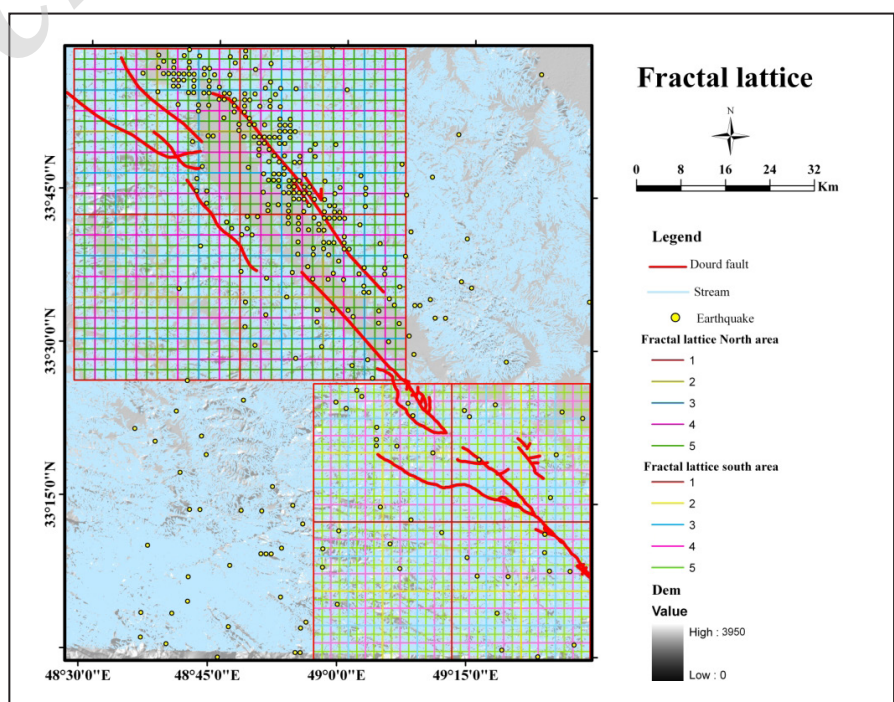 Fractal lattice
N
0 8 16 24 32
Km
Legend
Dourd fault
Stream
Earthquake
Fractal lattice North area
1
2
3
4
5
Fractal lattice south area
1
2
3
4
5
Dem
Value
High : 3950
Low : 0
33°45'0"N
33°30'0"N
33°15'0"N
48°30'0"E 48°45'0"E 49°0'0"E 49°15'0"E